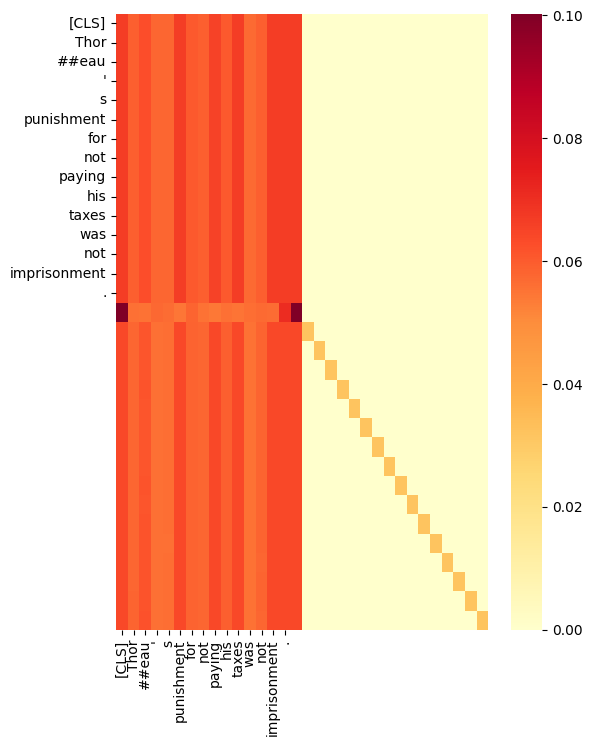 [CLS]
Thor
##eau
'
s
punishment
for
not
paying
his
taxes
was
not
imprisonment
.
0.10
0.08
0.06
0.04
0.02
0.00
[CLS]
Thor
##eau
'
s
punishment
for
not
paying
his
taxes
was
not
imprisonment
.